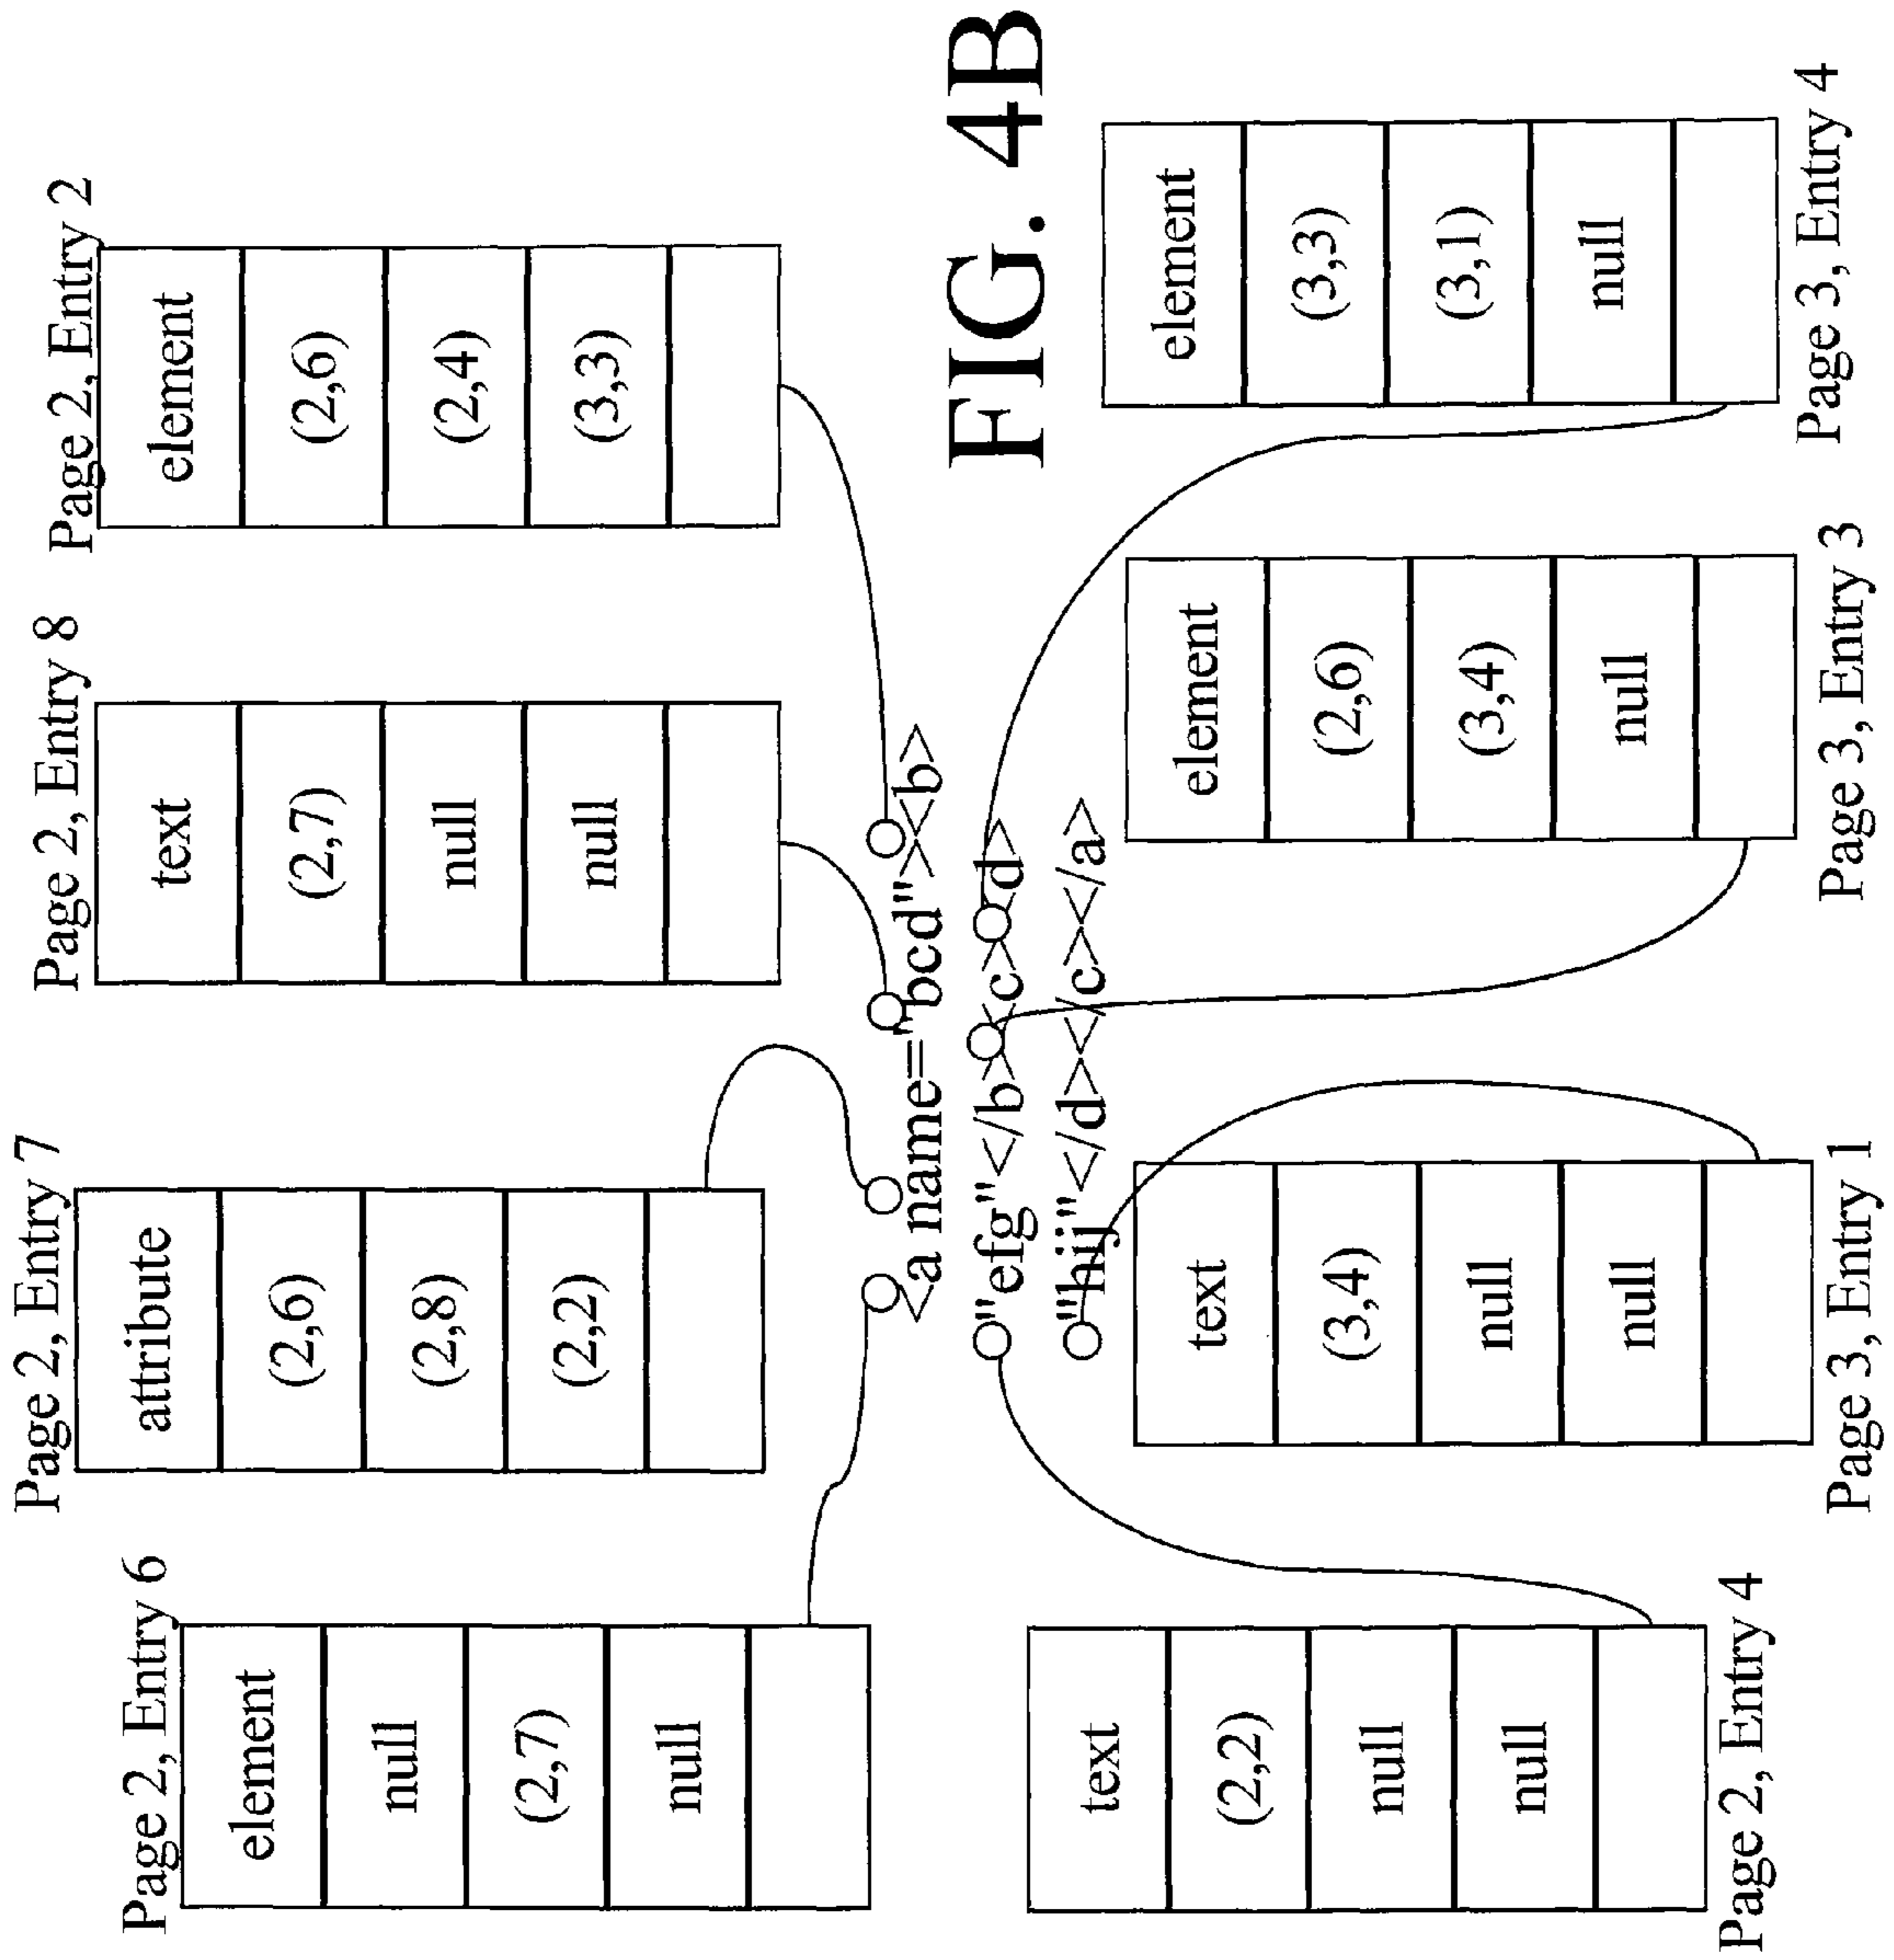 Page 2, Entry 6
element
null
(2,7)
null
Page 2, Entry 7
attribute
(2,6)
(2,8)
(2,2)
Page 2, Entry 8
text
(2,7)
null
null
Page 2, Entry 2
element
(2,6)
(2,4)
(3,3)
<a name="bcd"><b>
"efg"</b><c><d>
"hij"</d></c></a>
FIG. 4B
text
(2,2)
null
null
Page 2, Entry 4
text
(3,4)
null
null
Page 3, Entry 1
element
(2,6)
(3,4)
null
Page 3, Entry 3
element
(3,3)
(3,1)
null
Page 3, Entry 4